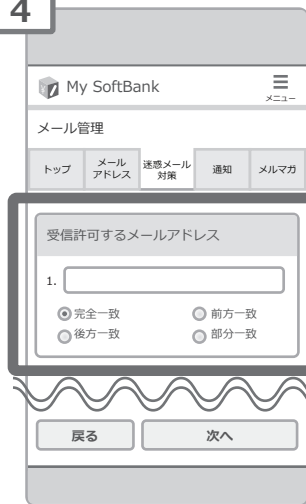 4
My SoftBank
メニュー
メール管理
トップ
メール
アドレス
迷惑メール
対策
通知
メルマガ
受信許可するメールアドレス
1.
完全一致 前方一致
後方一致 部分一致
戻る 次へ